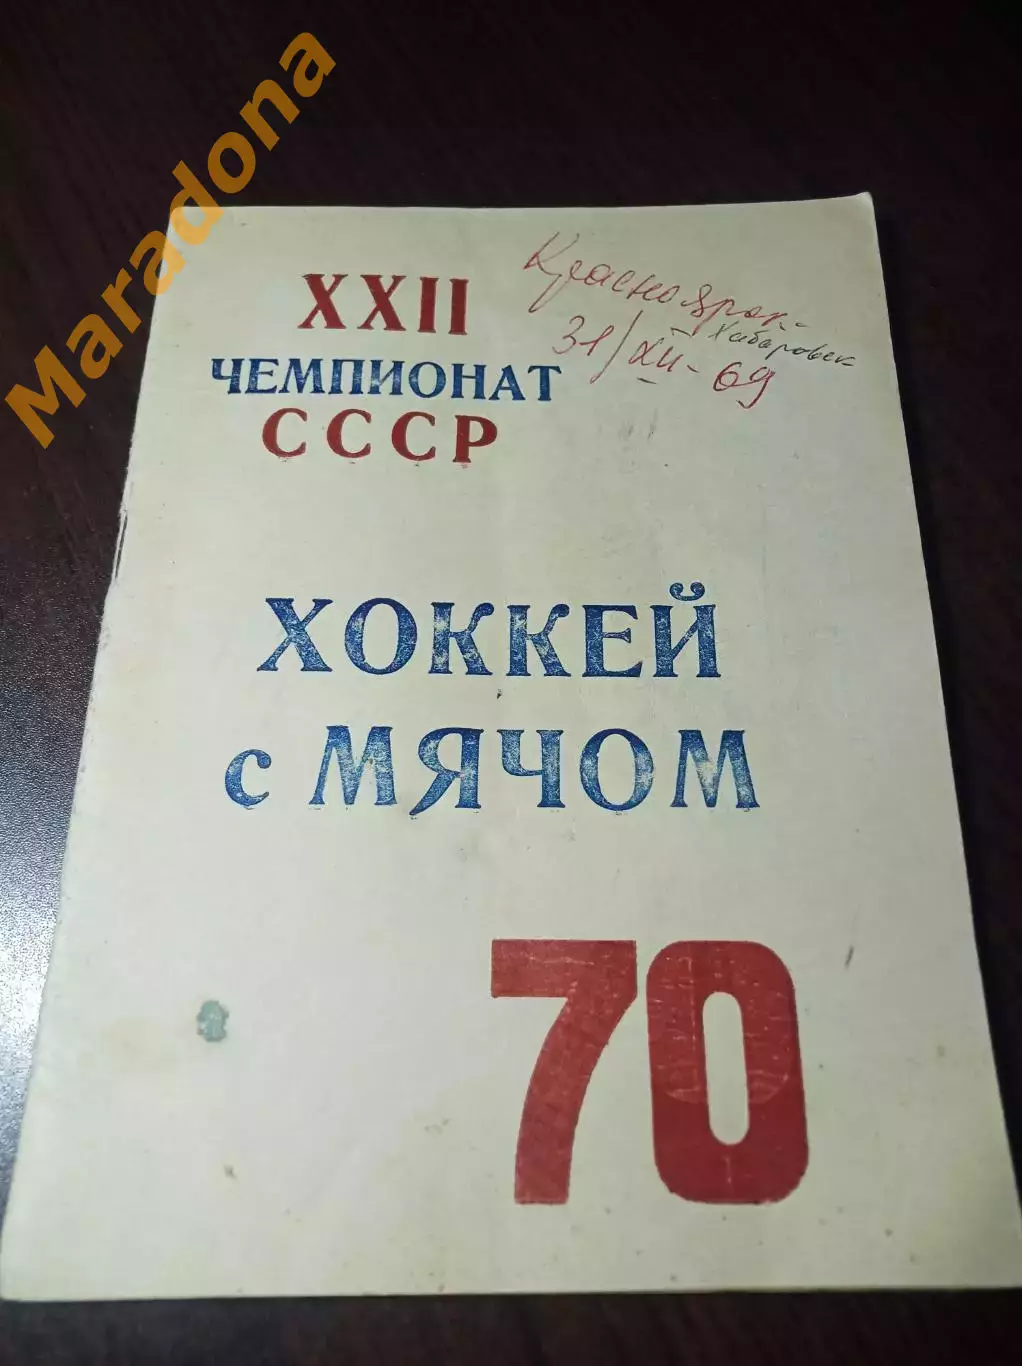 Maradona
Красноярск-
Хабаровск
31/XII-69
XXII
ЧЕМПИОНАТ
СССР
ХОККЕЙ
с МЯЧОМ
70